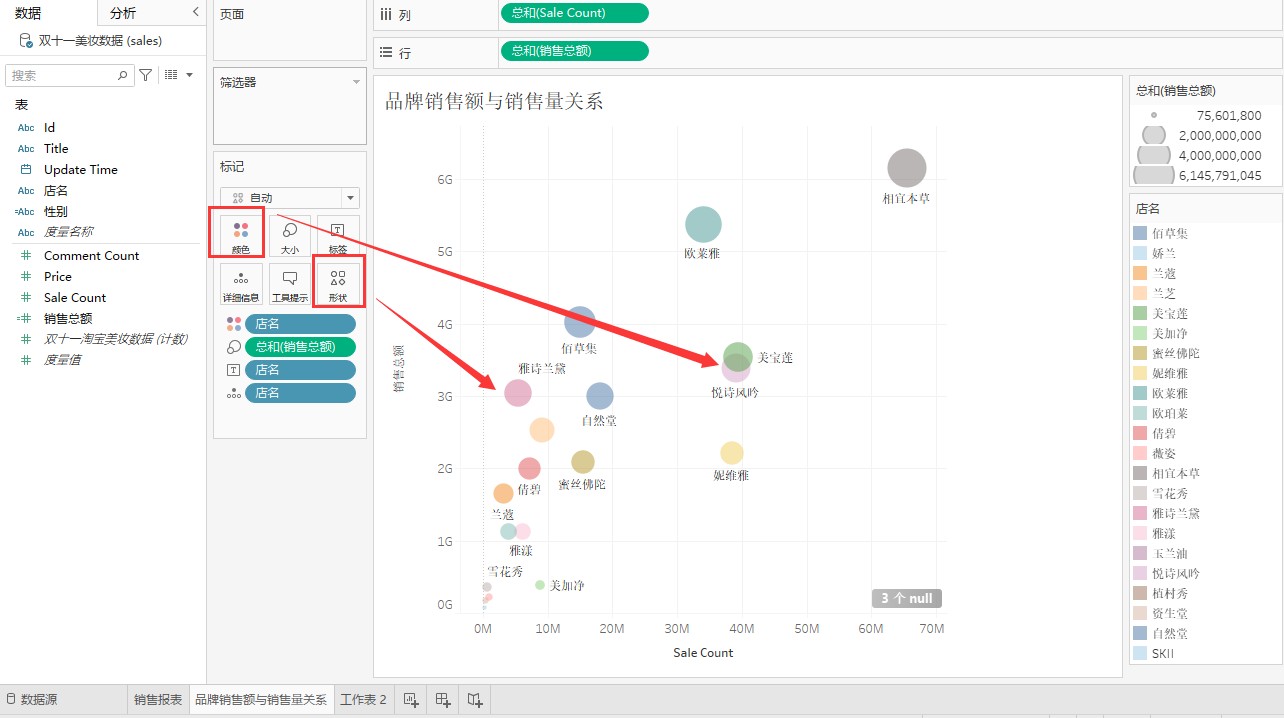 数据
分析
双十一美妆数据 (sales)
搜索
表
Abc Id
Abc Title
Update Time
Abc 店名
=Abc 性别
Abc 度量名称
Comment Count
Price
Sale Count
销售总额
双十一淘宝美妆数据 (计数)
度量值
页面
筛选器
标记
自动
颜色
大小
标签
详细信息
工具提示
形状
店名
总和(销售总额)
店名
店名
列
总和(Sale Count)
行
总和(销售总额)
品牌销售额与销售量关系
6G
5G
4G
3G
2G
1G
0G
销售总额
相宜本草
欧莱雅
佰草集
美宝莲
雅诗兰黛
悦诗风吟
自然堂
妮维雅
蜜丝佛陀
倩碧
兰蔻
雅漾
雪花秀
美加净
3 个 null
0M
10M
20M
30M
40M
50M
60M
70M
Sale Count
总和(销售总额)
75,601,800
2,000,000,000
4,000,000,000
6,145,791,045
店名
佰草集
娇兰
兰蔻
兰芝
美宝莲
美加净
蜜丝佛陀
妮维雅
欧莱雅
欧珀莱
倩碧
薇姿
相宜本草
雪花秀
雅诗兰黛
雅漾
玉兰油
悦诗风吟
植村秀
资生堂
自然堂
SKII
数据源
销售报表
品牌销售额与销售量关系
工作表 2